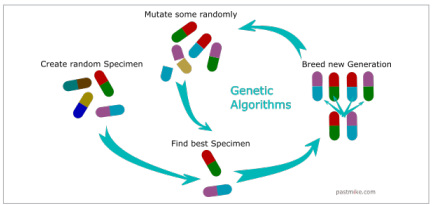 Mutate some randomly
Create random Specimen
Breed new Generation
Genetic
Algorithms
Find best Specimen
pastmike.com